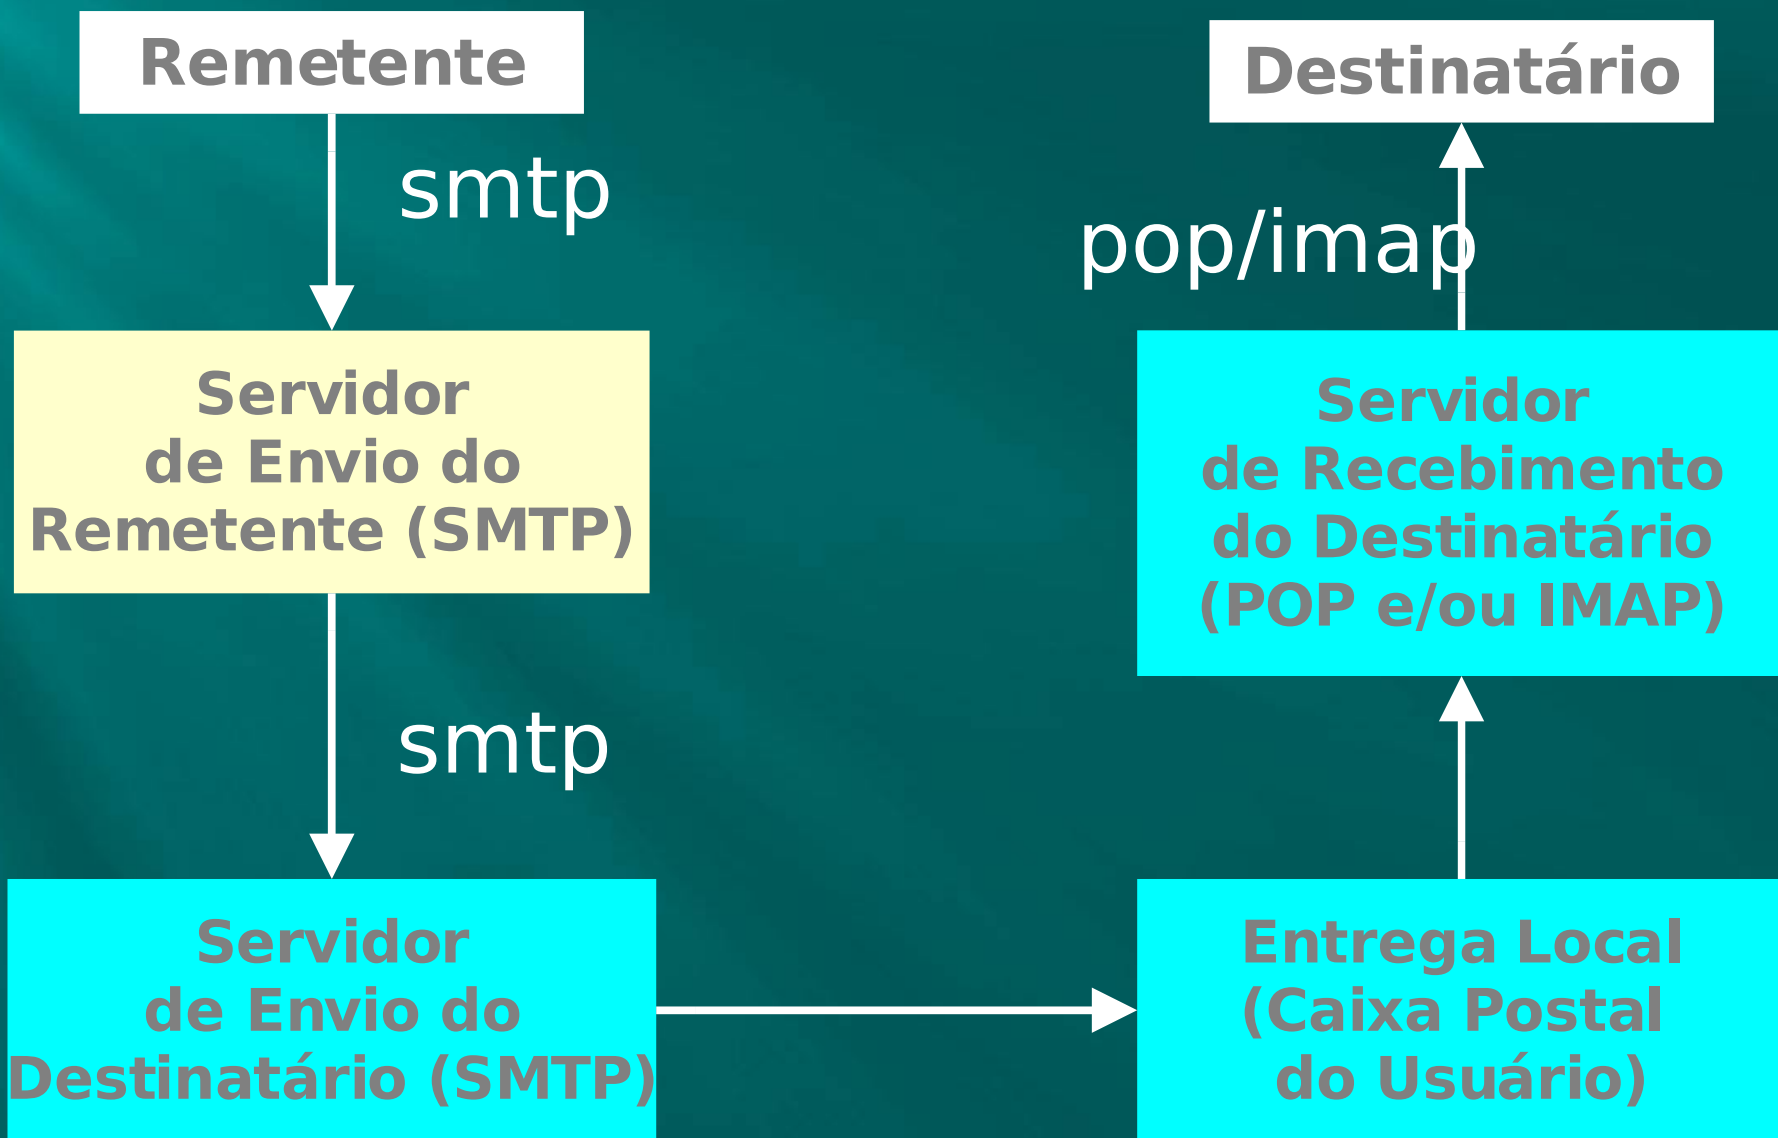 Remetente
smtp
Servidor
de Envio do
Remetente (SMTP)
smtp
Servidor
de Envio do
Destinatário (SMTP)
Destinatário
pop/imap
Servidor
de Recebimento
do Destinatário
(POP e/ou IMAP)
Entrega Local
(Caixa Postal
do Usuário)